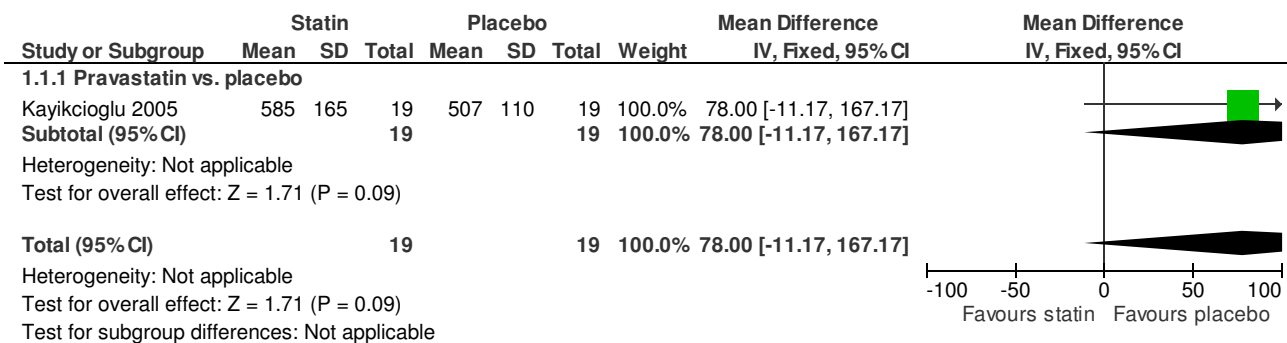 Statin Placebo Mean Difference Mean Difference
Study or Subgroup Mean SD Total Mean SD Total Weight IV, Fixed, 95% CI IV, Fixed, 95% CI
1.1.1 Pravastatin vs. placebo
Kayikcioglu 2005 585 165 19 507 110 19 100.0% 78.00 [-11.17, 167.17]
Subtotal (95% CI) 19 19 100.0% 78.00 [-11.17, 167.17]
Heterogeneity: Not applicable
Test for overall effect: Z = 1.71 (P = 0.09)
Total (95% CI) 19 19 100.0% 78.00 [-11.17, 167.17]
Heterogeneity: Not applicable
Test for overall effect: Z = 1.71 (P = 0.09)
Test for subgroup differences: Not applicable
-100 -50 0 50 100
Favours statin Favours placebo